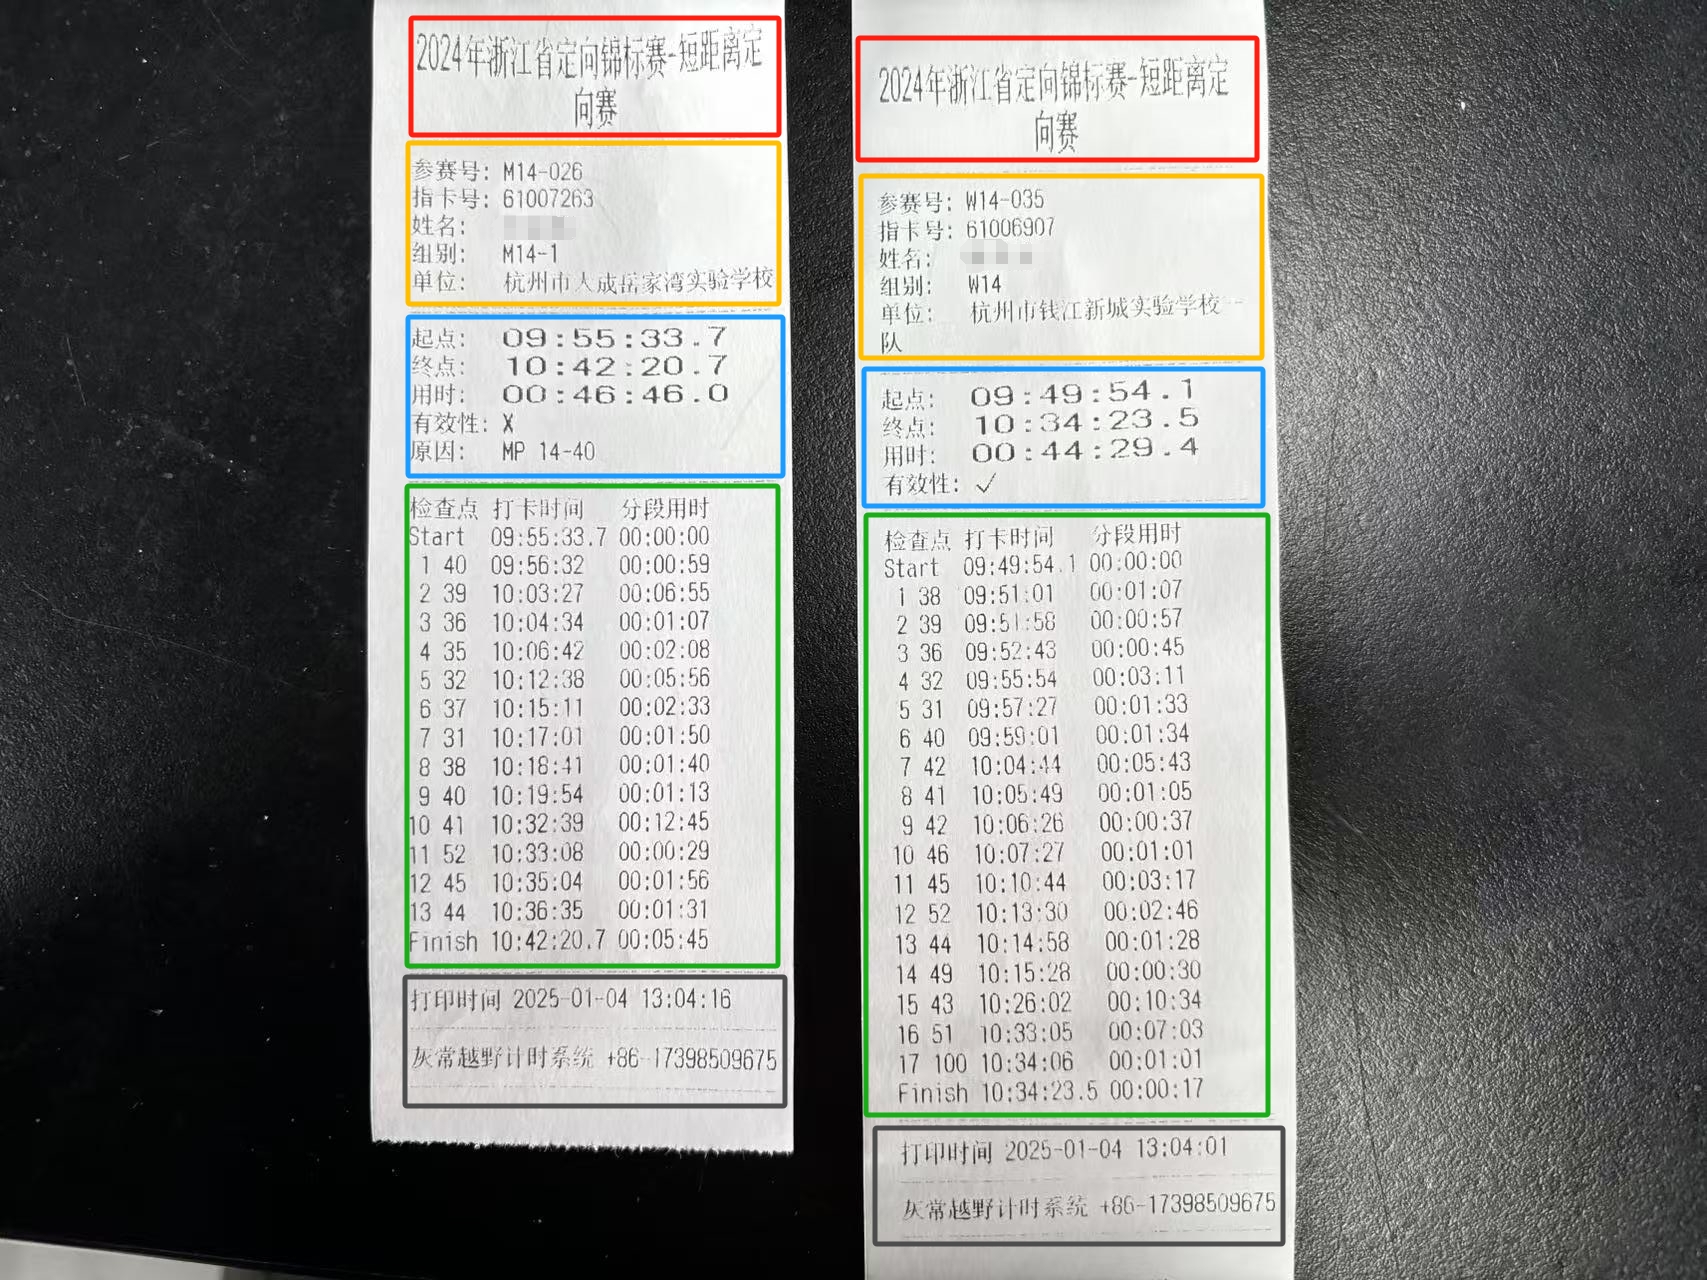 2024年浙江省定向锦标赛-短距离定
向赛
参赛号: M14-026
指卡号: 61007263
姓名:
组别: M14-1
单位: 杭州市大成岳家湾实验学校
起点: 09:55:33.7
终点: 10:42:20.7
用时: 00:46:46.0
有效性: X
原因: MP 14-40
检查点 打卡时间 分段用时
Start 09:55:33.7 00:00:00
1 40 09:56:32 00:00:59
2 39 10:03:27 00:06:55
3 36 10:04:34 00:01:07
4 35 10:06:42 00:02:08
5 32 10:12:38 00:05:56
6 37 10:15:11 00:02:33
7 31 10:17:01 00:01:50
8 38 10:18:41 00:01:40
9 40 10:19:54 00:01:13
10 41 10:32:39 00:12:45
11 52 10:33:08 00:00:29
12 45 10:35:04 00:01:56
13 44 10:36:35 00:01:31
Finish 10:42:20.7 00:05:45
打印时间 2025-01-04 13:04:16
灰常越野计时系统 +86-17398509675
2024年浙江省定向锦标赛-短距离定
向赛
参赛号: W14-035
指卡号: 61006907
姓名:
组别: W14
单位: 杭州市钱江新城实验学校一
队
起点: 09:49:54.1
终点: 10:34:23.5
用时: 00:44:29.4
有效性: ✓
检查点 打卡时间 分段用时
Start 09:49:54.1 00:00:00
1 38 09:51:01 00:01:07
2 39 09:51:58 00:00:57
3 36 09:52:43 00:00:45
4 32 09:55:54 00:03:11
5 31 09:57:27 00:01:33
6 40 09:59:01 00:01:34
7 42 10:04:44 00:05:43
8 41 10:05:49 00:01:05
9 42 10:06:26 00:00:37
10 46 10:07:27 00:01:01
11 45 10:10:44 00:03:17
12 52 10:13:30 00:02:46
13 44 10:14:58 00:01:28
14 49 10:15:28 00:00:30
15 43 10:26:02 00:10:34
16 51 10:33:05 00:07:03
17 100 10:34:06 00:01:01
Finish 10:34:23.5 00:00:17
打印时间 2025-01-04 13:04:01
灰常越野计时系统 +86-17398509675